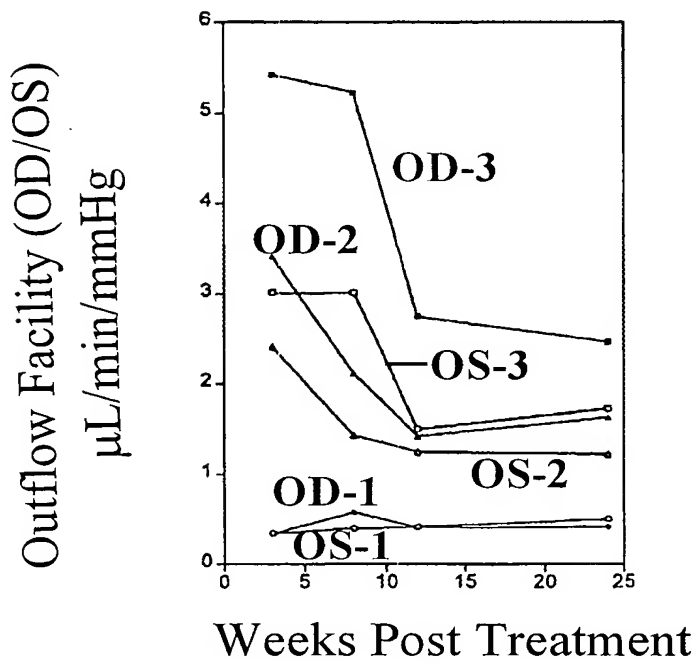 Outflow Facility (OD/OS)
μL/min/mmHg
6
5
4
3
2
1
0
OD-3
OD-2
OS-3
OS-2
OD-1
OS-1
0 5 10 15 20 25
Weeks Post Treatment